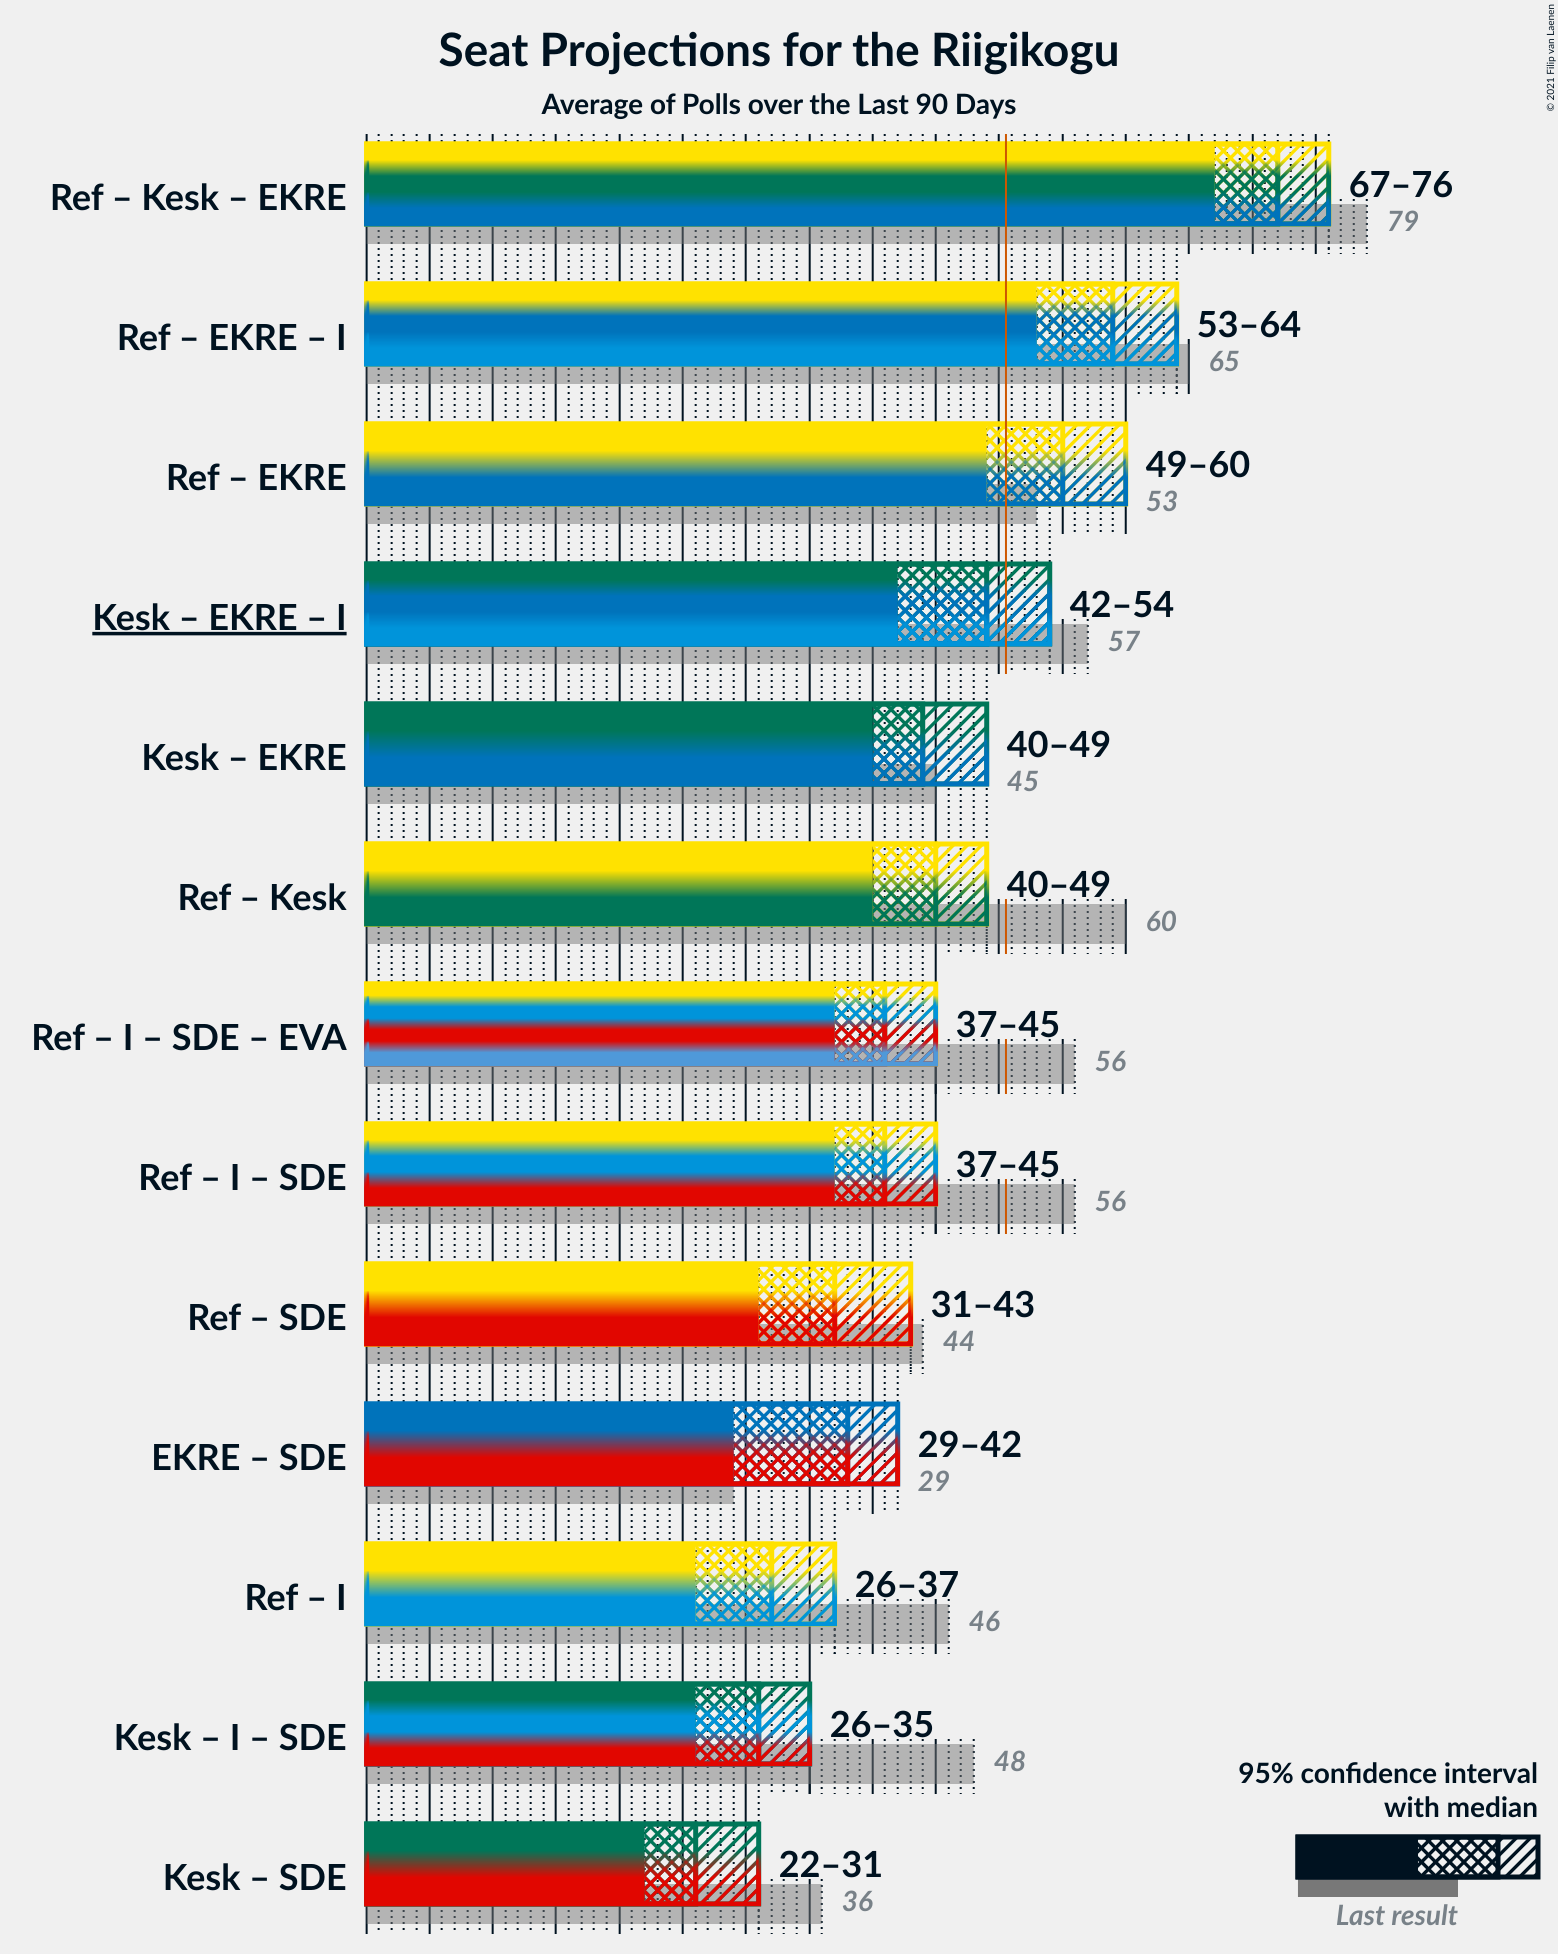 Seat Projections for the Riigikogu
Average of Polls over the Last 90 Days
© 2021 Filip van Laenen
Ref – Kesk – EKRE
67–76
79
Ref – EKRE – I
53–64
65
Ref – EKRE
49–60
53
Kesk – EKRE – I
42–54
57
Kesk – EKRE
40–49
45
Ref – Kesk
40–49
60
Ref – I – SDE – EVA
37–45
56
Ref – I – SDE
37–45
56
Ref – SDE
31–43
44
EKRE – SDE
29–42
29
Ref – I
26–37
46
Kesk – I – SDE
26–35
48
Kesk – SDE
22–31
36
95% confidence interval
with median
Last result